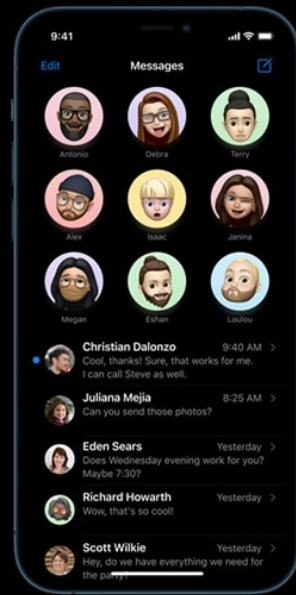 9:41
Edit Messages
Antonio Debra Terry
Alex Isaac Janina
Megan Eshan Loulou
Christian Dalonzo 9:40 AM
Cool, thanks! Sure, that works for me.
I can call Steve as well.
Juliana Mejia 8:25 AM
Can you send those photos?
Eden Sears Yesterday
Does Wednesday evening work for you?
Maybe 7:30?
Richard Howarth Yesterday
Wow, that's so cool!
Scott Wilkie Yesterday
Hey, do we have everything we need for
the party?